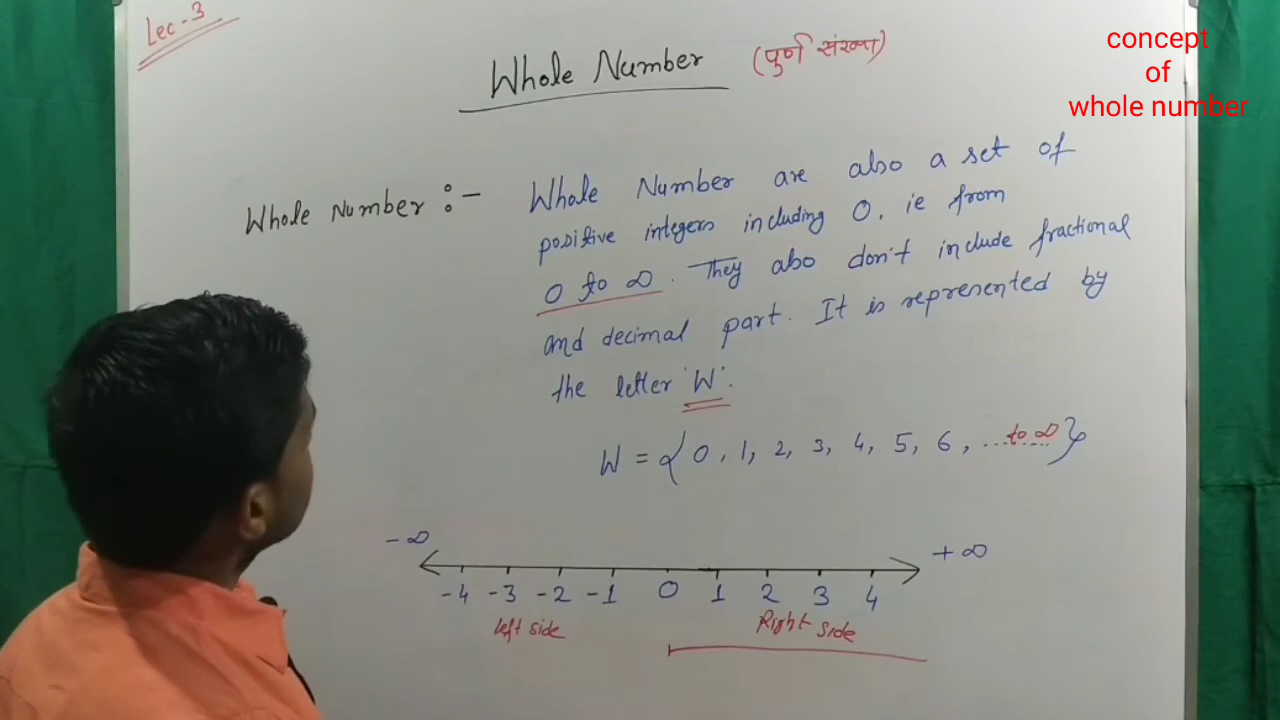 Lec-3
Whole Number (पुर्ण संख्या)
concept
of
whole number
Whole Number :- Whole Number are also a set of
positive integers including 0, ie from
0 to ∞. They also don't include fractional
and decimal part. It is represented by
the letter 'W'.
W = { 0, 1, 2, 3, 4, 5, 6, ......... to ∞ }
-∞ +∞
-4 -3 -2 -1 0 1 2 3 4
left side Right side